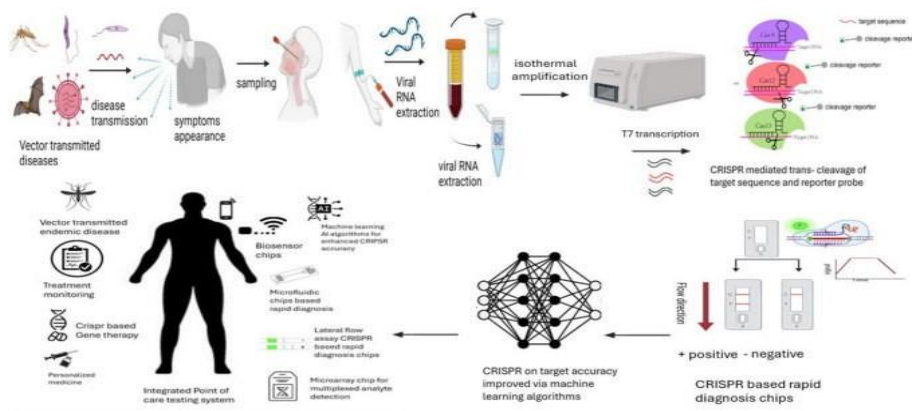 target sequence
cleavage reporter
cleavage reporter
cleavage reporter
disease
transmission
symptoms
appearance
Vector transmitted
diseases
sampling
Viral
RNA
extraction
viral RNA
extraction
isothermal
amplification
T7 transcription
CRISPR mediated trans- cleavage of
target sequence and reporter probe
Vector transmitted
endemic disease
Treatment
monitoring
Crispr based
Gene therapy
Personalized
medicine
Integrated Point of
care testing system
Biosensor
chips
AI
Machine learning
AI algorithms for
enhanced CRIPSR
accuracy
Microfluidic
chips based
rapid diagnosis
Lateral flow
assay CRISPR
based rapid
diagnosis chips
Microarray chip for
multiplexed analyte
detection
CRISPR on target accuracy
improved via machine
learning algorithms
Flow direction
+ positive - negative
CRISPR based rapid
diagnosis chips